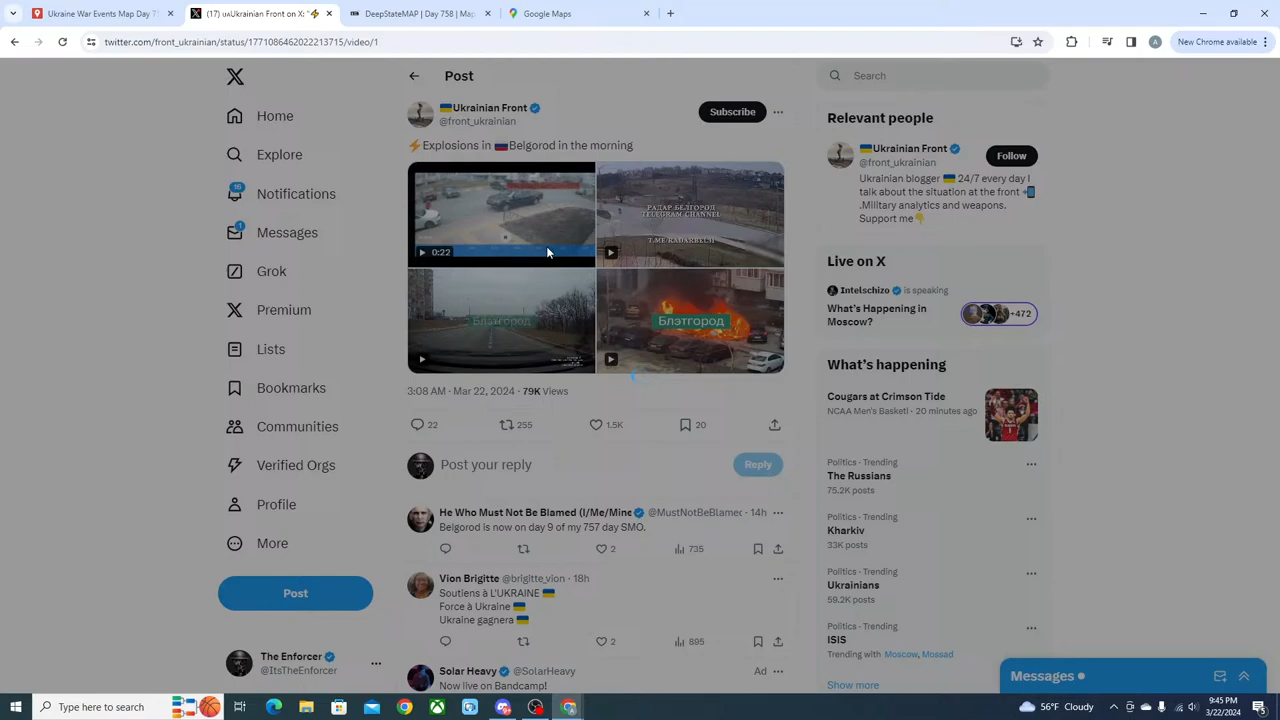 Ukraine War Events Map Day 7
(17) Ukrainian Front on X: "⚡
DeepStateMAP | Day 758 | Map
Google Maps
twitter.com/front_ukrainian/status/1771086462022213715/video/1
New Chrome available
Post
Search
Home
Explore
16
Notifications
1
Messages
Grok
Premium
Lists
Bookmarks
Communities
Verified Orgs
Profile
More
Post
The Enforcer
@ItsTheEnforcer
🇺🇦Ukrainian Front
@front_ukrainian
Subscribe
⚡Explosions in 🇷🇺Belgorod in the morning
0:22
РАДАР БЕЛГОРОД
TELEGRAM CHANNEL
Блэтгород
Блэтгород
3:08 AM · Mar 22, 2024 · 79K Views
22
255
1.5K
20
Post your reply
Reply
He Who Must Not Be Blamed (I/Me/Mine @MustNotBeBlamec · 14h
Belgorod is now on day 9 of my 757 day SMO.
2
735
Vion Brigitte @brigitte_vion · 18h
Soutiens à L'UKRAINE 🇺🇦
Force à Ukraine 🇺🇦
Ukraine gagnera 🇺🇦
2
895
Solar Heavy @SolarHeavy
Ad
Now live on Bandcamp!
Relevant people
🇺🇦Ukrainian Front
@front_ukrainian
Follow
Ukrainian blogger 🇺🇦 24/7 every day I
talk about the situation at the front 📲
.Military analytics and weapons.
Support me👇
Live on X
Intelschizo is speaking
What's Happening in
Moscow?
+472
What's happening
Cougars at Crimson Tide
NCAA Men's Basketl · 20 minutes ago
Politics · Trending
The Russians
75.2K posts
Politics · Trending
Kharkiv
33K posts
Politics · Trending
Ukrainians
59.2K posts
Politics · Trending
ISIS
Trending with Moscow, Mossad
Show more
Messages
Type here to search
56°F Cloudy
9:45 PM
3/22/2024